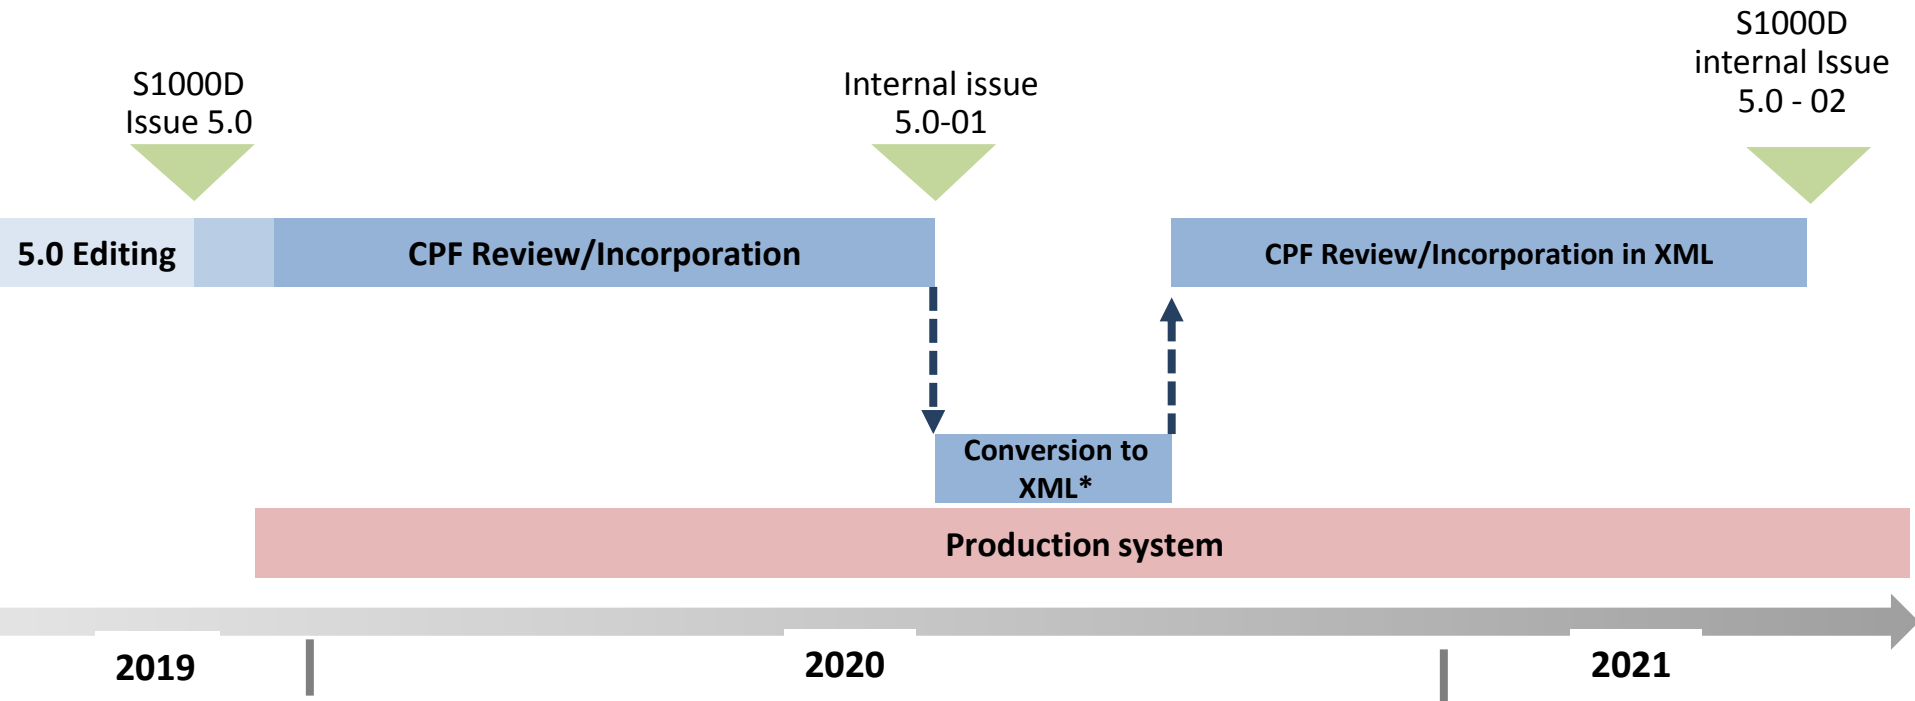 S1000D
Issue 5.0
Internal issue
5.0-01
S1000D
internal Issue
5.0 - 02
5.0 Editing
CPF Review/Incorporation
CPF Review/Incorporation in XML
Conversion to
XML*
Production system
2019
2020
2021